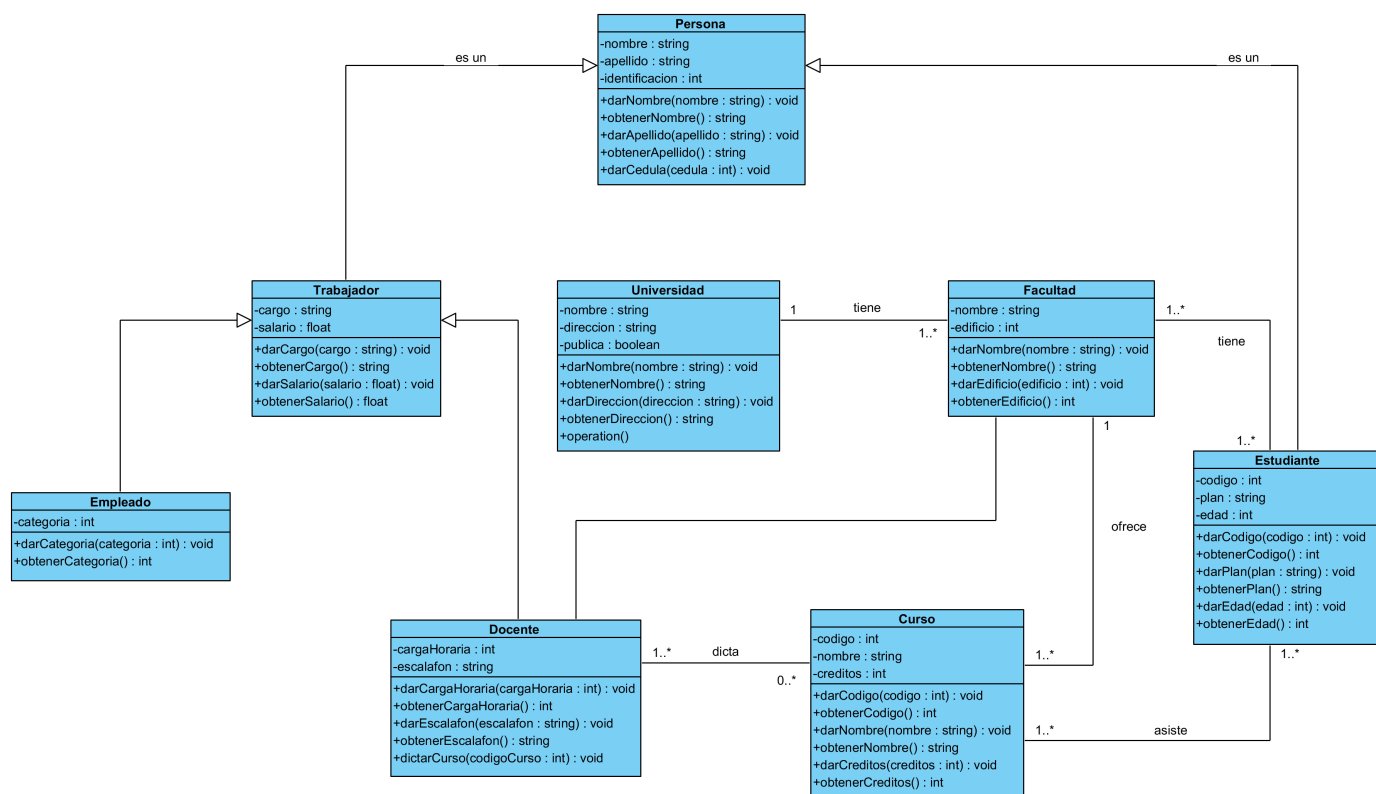 Persona
-nombre : string
-apellido : string
-identificacion : int
+darNombre(nombre : string) : void
+obtenerNombre() : string
+darApellido(apellido : string) : void
+obtenerApellido() : string
+darCedula(cedula : int) : void
es un
es un
Trabajador
-cargo : string
-salario : float
+darCargo(cargo : string) : void
+obtenerCargo() : string
+darSalario(salario : float) : void
+obtenerSalario() : float
Universidad
-nombre : string
-direccion : string
-publica : boolean
+darNombre(nombre : string) : void
+obtenerNombre() : string
+darDireccion(direccion : string) : void
+obtenerDireccion() : string
+operation()
1
tiene
1..*
Facultad
-nombre : string
-edificio : int
+darNombre(nombre : string) : void
+obtenerNombre() : string
+darEdificio(edificio : int) : void
+obtenerEdificio() : int
1..*
tiene
1..*
1
ofrece
1..*
Empleado
-categoria : int
+darCategoria(categoria : int) : void
+obtenerCategoria() : int
Estudiante
-codigo : int
-plan : string
-edad : int
+darCodigo(codigo : int) : void
+obtenerCodigo() : int
+darPlan(plan : string) : void
+obtenerPlan() : string
+darEdad(edad : int) : void
+obtenerEdad() : int
1..*
asiste
1..*
Docente
-cargaHoraria : int
-escalafon : string
+darCargaHoraria(cargaHoraria : int) : void
+obtenerCargaHoraria() : int
+darEscalafon(escalafon : string) : void
+obtenerEscalafon() : string
+dictarCurso(codigoCurso : int) : void
1..*
dicta
0..*
Curso
-codigo : int
-nombre : string
-creditos : int
+darCodigo(codigo : int) : void
+obtenerCodigo() : int
+darNombre(nombre : string) : void
+obtenerNombre() : string
+darCreditos(creditos : int) : void
+obtenerCreditos() : int